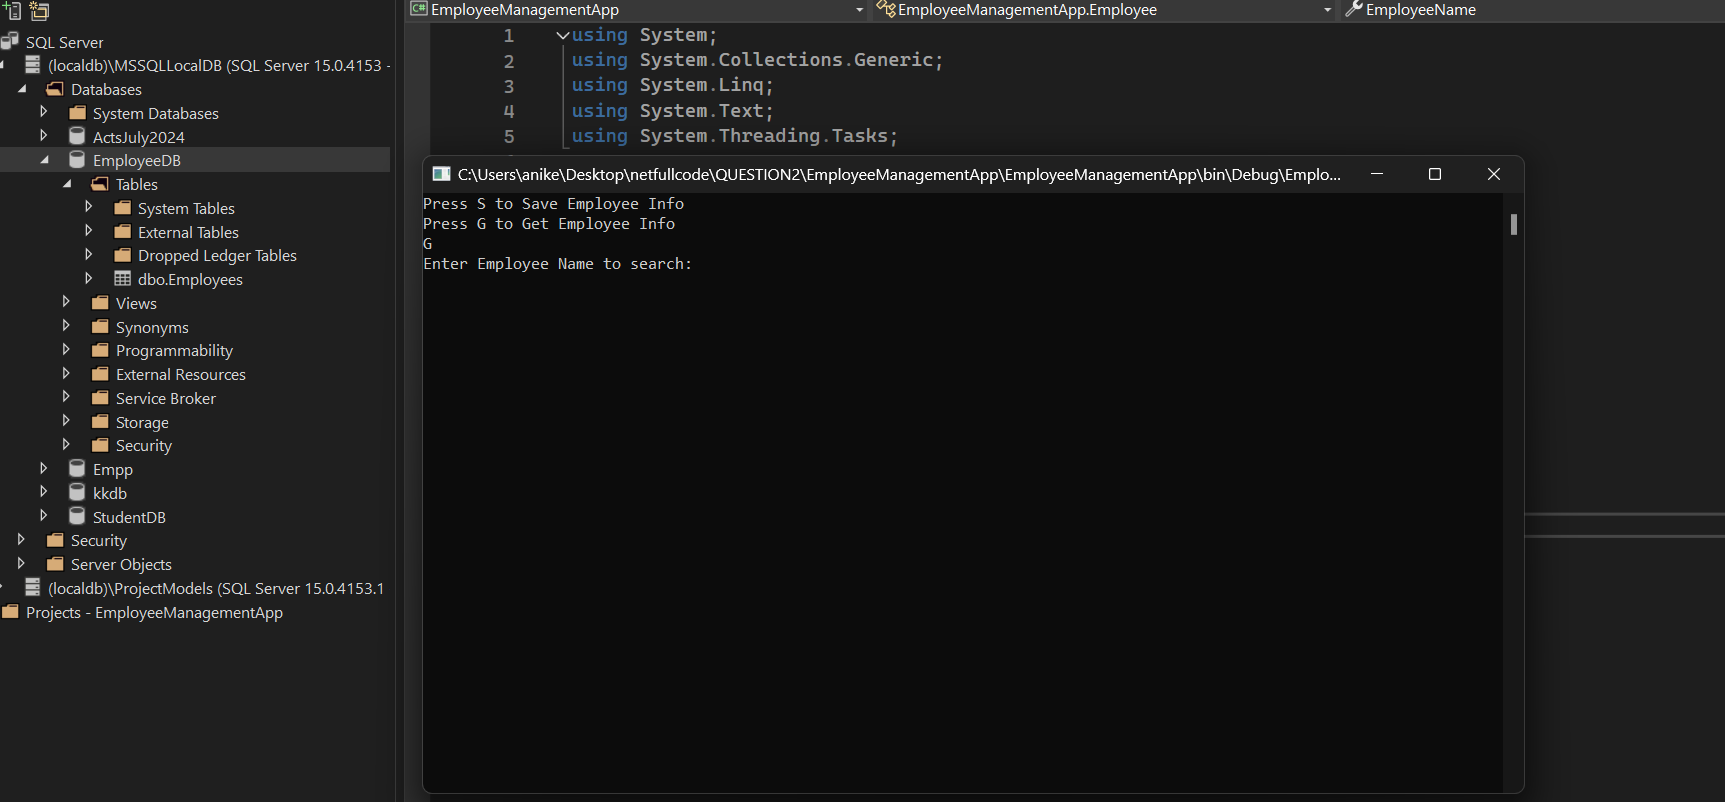 SQL Server
(localdb)\MSSQLLocalDB (SQL Server 15.0.4153 -
Databases
System Databases
ActsJuly2024
EmployeeDB
Tables
System Tables
External Tables
Dropped Ledger Tables
dbo.Employees
Views
Synonyms
Programmability
External Resources
Service Broker
Storage
Security
Empp
kkdb
StudentDB
Security
Server Objects
(localdb)\ProjectModels (SQL Server 15.0.4153.1
Projects - EmployeeManagementApp
C# EmployeeManagementApp
EmployeeManagementApp.Employee
EmployeeName
1 using System;
2 using System.Collections.Generic;
3 using System.Linq;
4 using System.Text;
5 using System.Threading.Tasks;
C:\Users\anike\Desktop\netfullcode\QUESTION2\EmployeeManagementApp\EmployeeManagementApp\bin\Debug\Emplo...
Press S to Save Employee Info
Press G to Get Employee Info
G
Enter Employee Name to search: